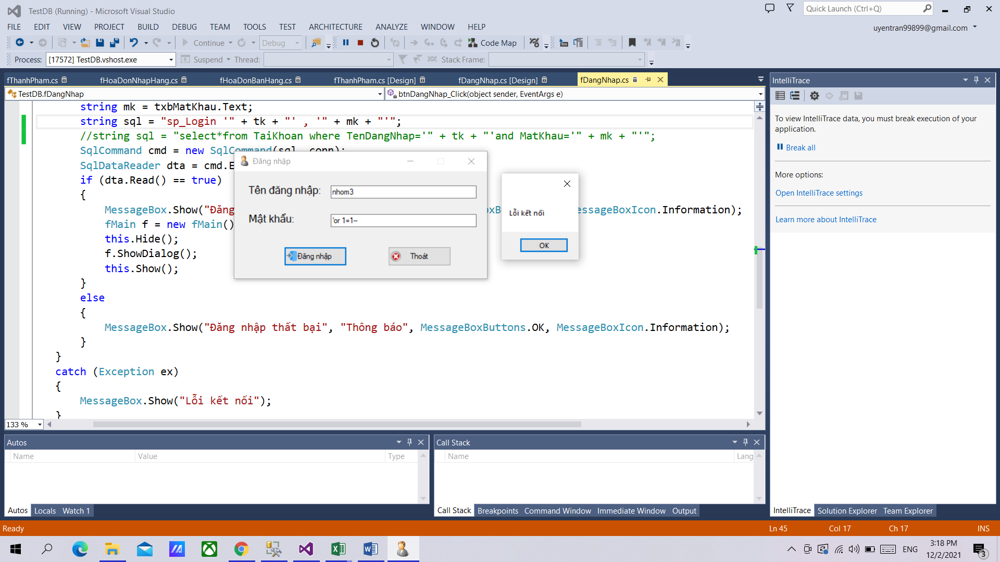 TestDB (Running) - Microsoft Visual Studio
Quick Launch (Ctrl+Q)
FILE EDIT VIEW PROJECT BUILD DEBUG TEAM TOOLS TEST ARCHITECTURE ANALYZE WINDOW HELP
uyentran99899@gmail.com
Continue Debug Code Map
Process: [17572] TestDB.vshost.exe Suspend Thread: Stack Frame:
fThanhPham.cs fHoaDonNhapHang.cs fHoaDonBanHang.cs fThanhPham.cs [Design] fDangNhap.cs [Design] fDangNhap.cs
TestDB.fDangNhap btnDangNhap_Click(object sender, EventArgs e)
string mk = txbMatKhau.Text;
string sql = "sp_Login '" + tk + "' , '" + mk + "'";
//string sql = "select*from TaiKhoan where TenDangNhap='" + tk + "'and MatKhau='" + mk + "'";
SqlCommand cmd = new SqlCommand(sql, conn);
SqlDataReader dta = cmd.E
if (dta.Read() == true)
{
MessageBox.Show("Đăng oxB essageBoxIcon.Information);
fMain f = new fMain()
this.Hide();
f.ShowDialog();
this.Show();
}
else
{
MessageBox.Show("Đăng nhập thất bại", "Thông báo", MessageBoxButtons.OK, MessageBoxIcon.Information);
}
}
catch (Exception ex)
{
MessageBox.Show("Lỗi kết nối");
}
133 %
Đăng nhập
Tên đăng nhập: nhom3
Mật khẩu: 'or 1=1--
Đăng nhập Thoát
Lỗi kết nối
OK
IntelliTrace
To view IntelliTrace data, you must break execution of your
application.
Break all
More options:
Open IntelliTrace settings
Learn more about IntelliTrace
Autos
Name Value Type
Autos Locals Watch 1
Call Stack
Name Lang
Call Stack Breakpoints Command Window Immediate Window Output
IntelliTrace Solution Explorer Team Explorer
Ready Ln 45 Col 17 Ch 17 INS
ENG
3:18 PM
12/2/2021
3